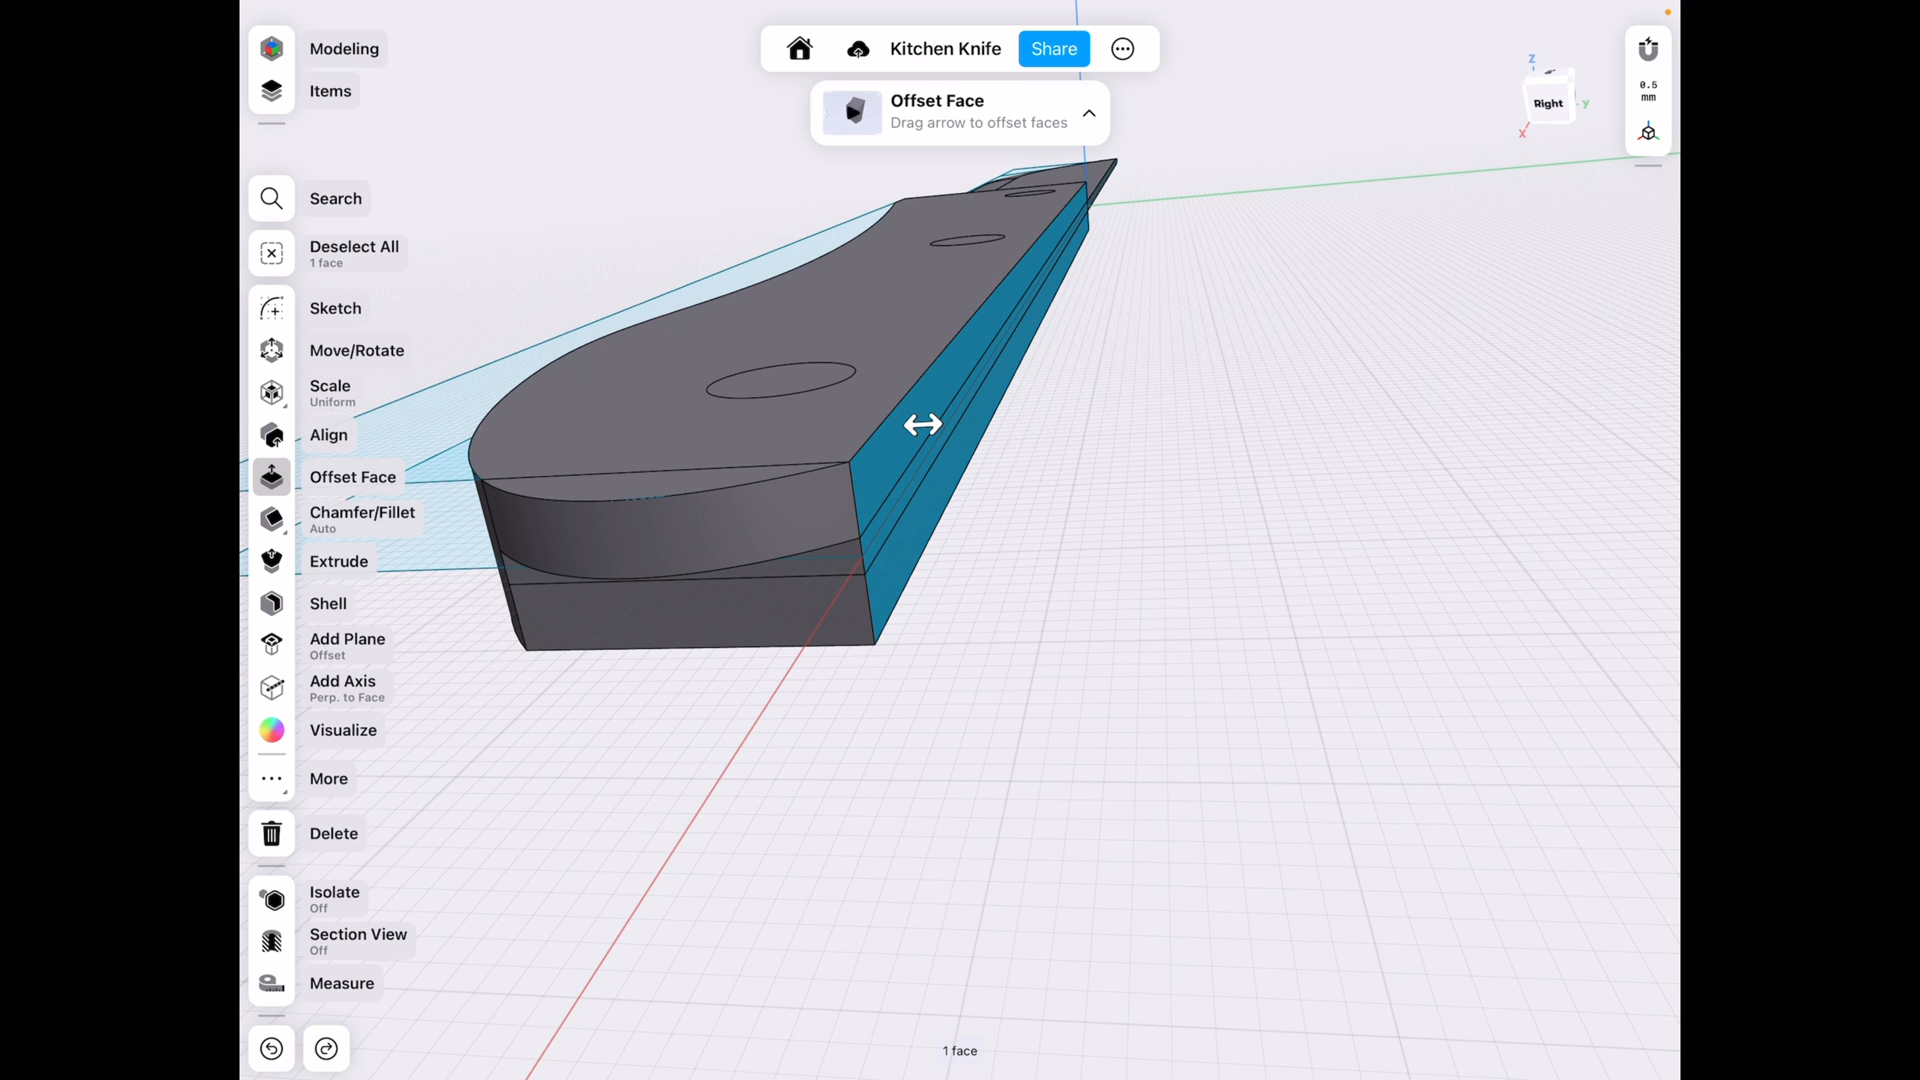 Modeling
Items
Kitchen Knife
Share
Offset Face
Drag arrow to offset faces
Z
Right
y
X
0.5
mm
Search
Deselect All
1 face
Sketch
Move/Rotate
Scale
Uniform
Align
Offset Face
Chamfer/Fillet
Auto
Extrude
Shell
Add Plane
Offset
Add Axis
Perp. to Face
Visualize
More
Delete
Isolate
Off
Section View
Off
Measure
1 face